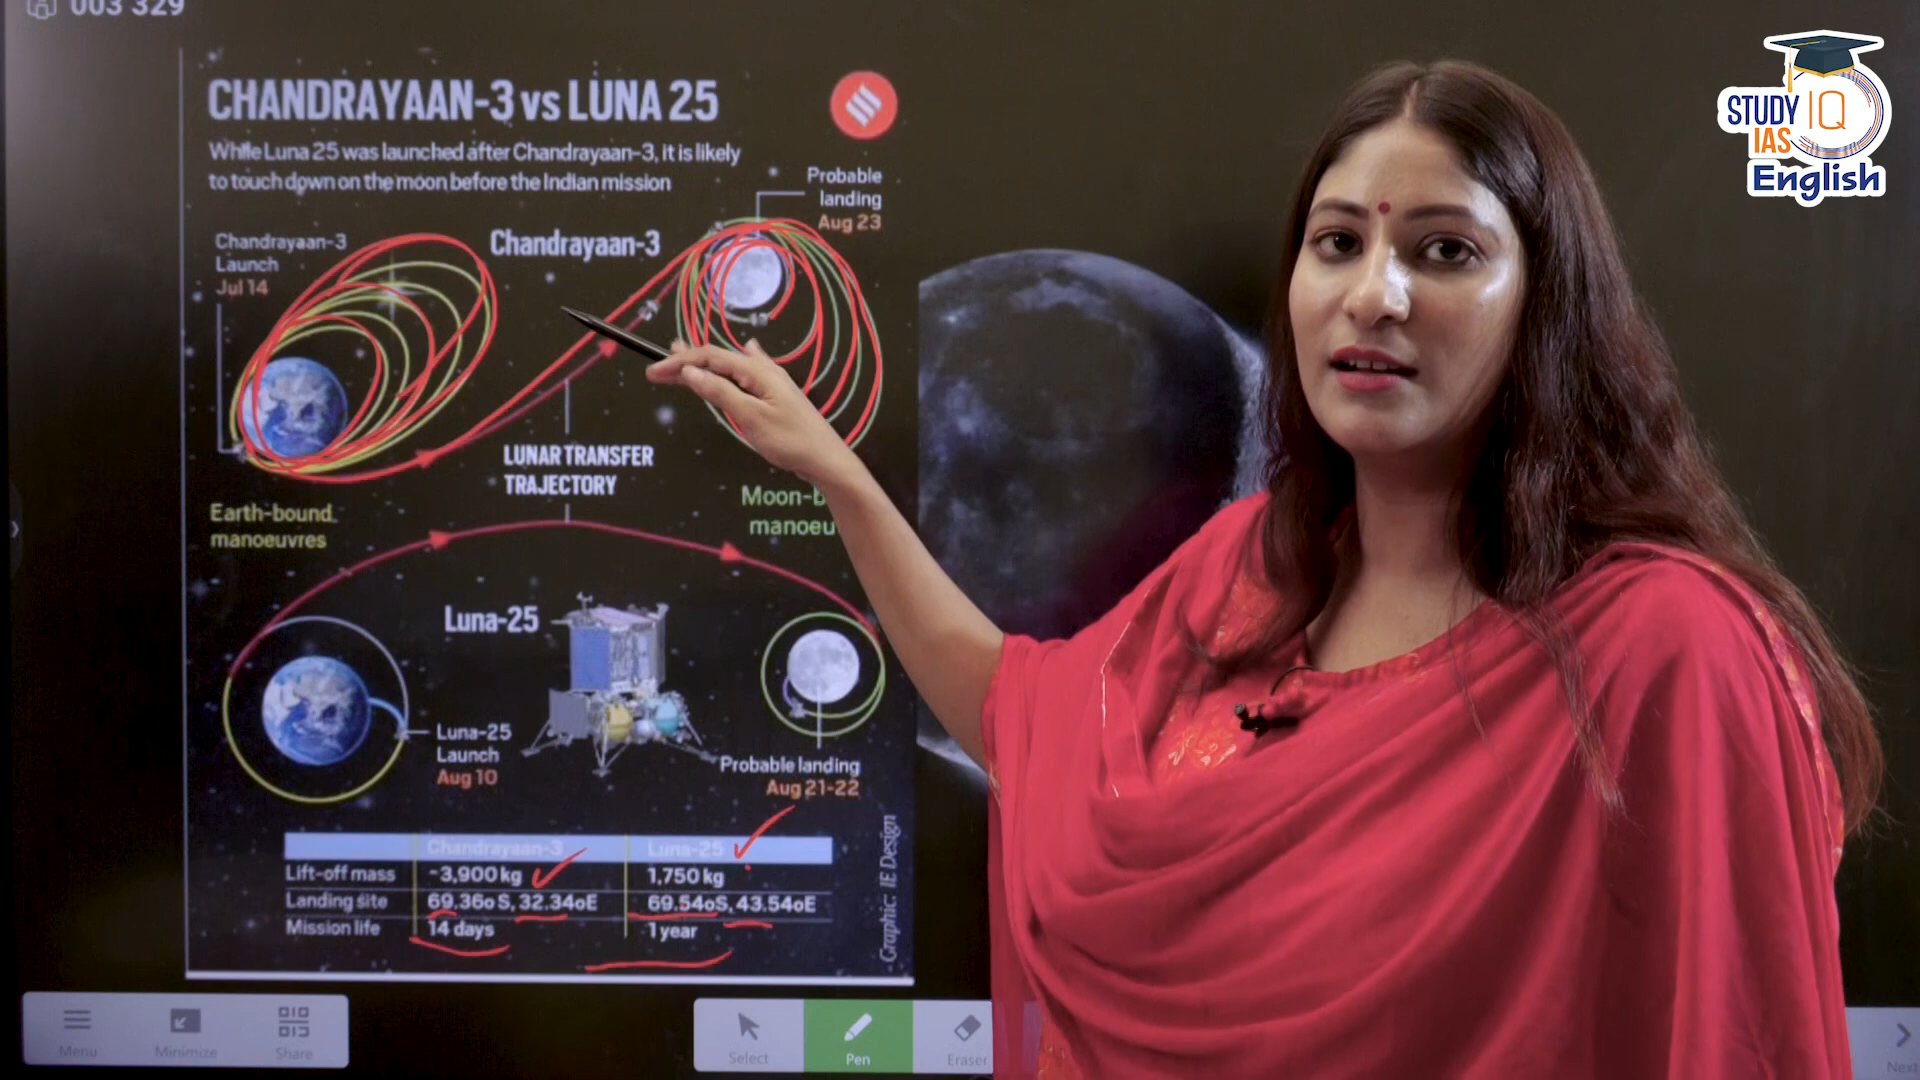 003 329
CHANDRAYAAN-3 vs LUNA 25
While Luna 25 was launched after Chandrayaan-3, it is likely
to touch down on the moon before the Indian mission
Probable
landing
Aug 23
Chandrayaan-3
Launch
Jul 14
Chandrayaan-3
LUNAR TRANSFER
TRAJECTORY
Earth-bound
manoeuvres
Moon-b
manoeu
Luna-25
Luna-25
Launch
Aug 10
Probable landing
Aug 21-22
Chandrayaan-3 Luna-25
Lift-off mass ~3,900 kg 1,750 kg
Landing site 69.36o S, 32.34oE 69.54oS, 43.54oE
Mission life 14 days 1 year
Graphic: IE Design
Menu Minimize Share
Select Pen Eraser
Next
STUDY IQ
IAS
English